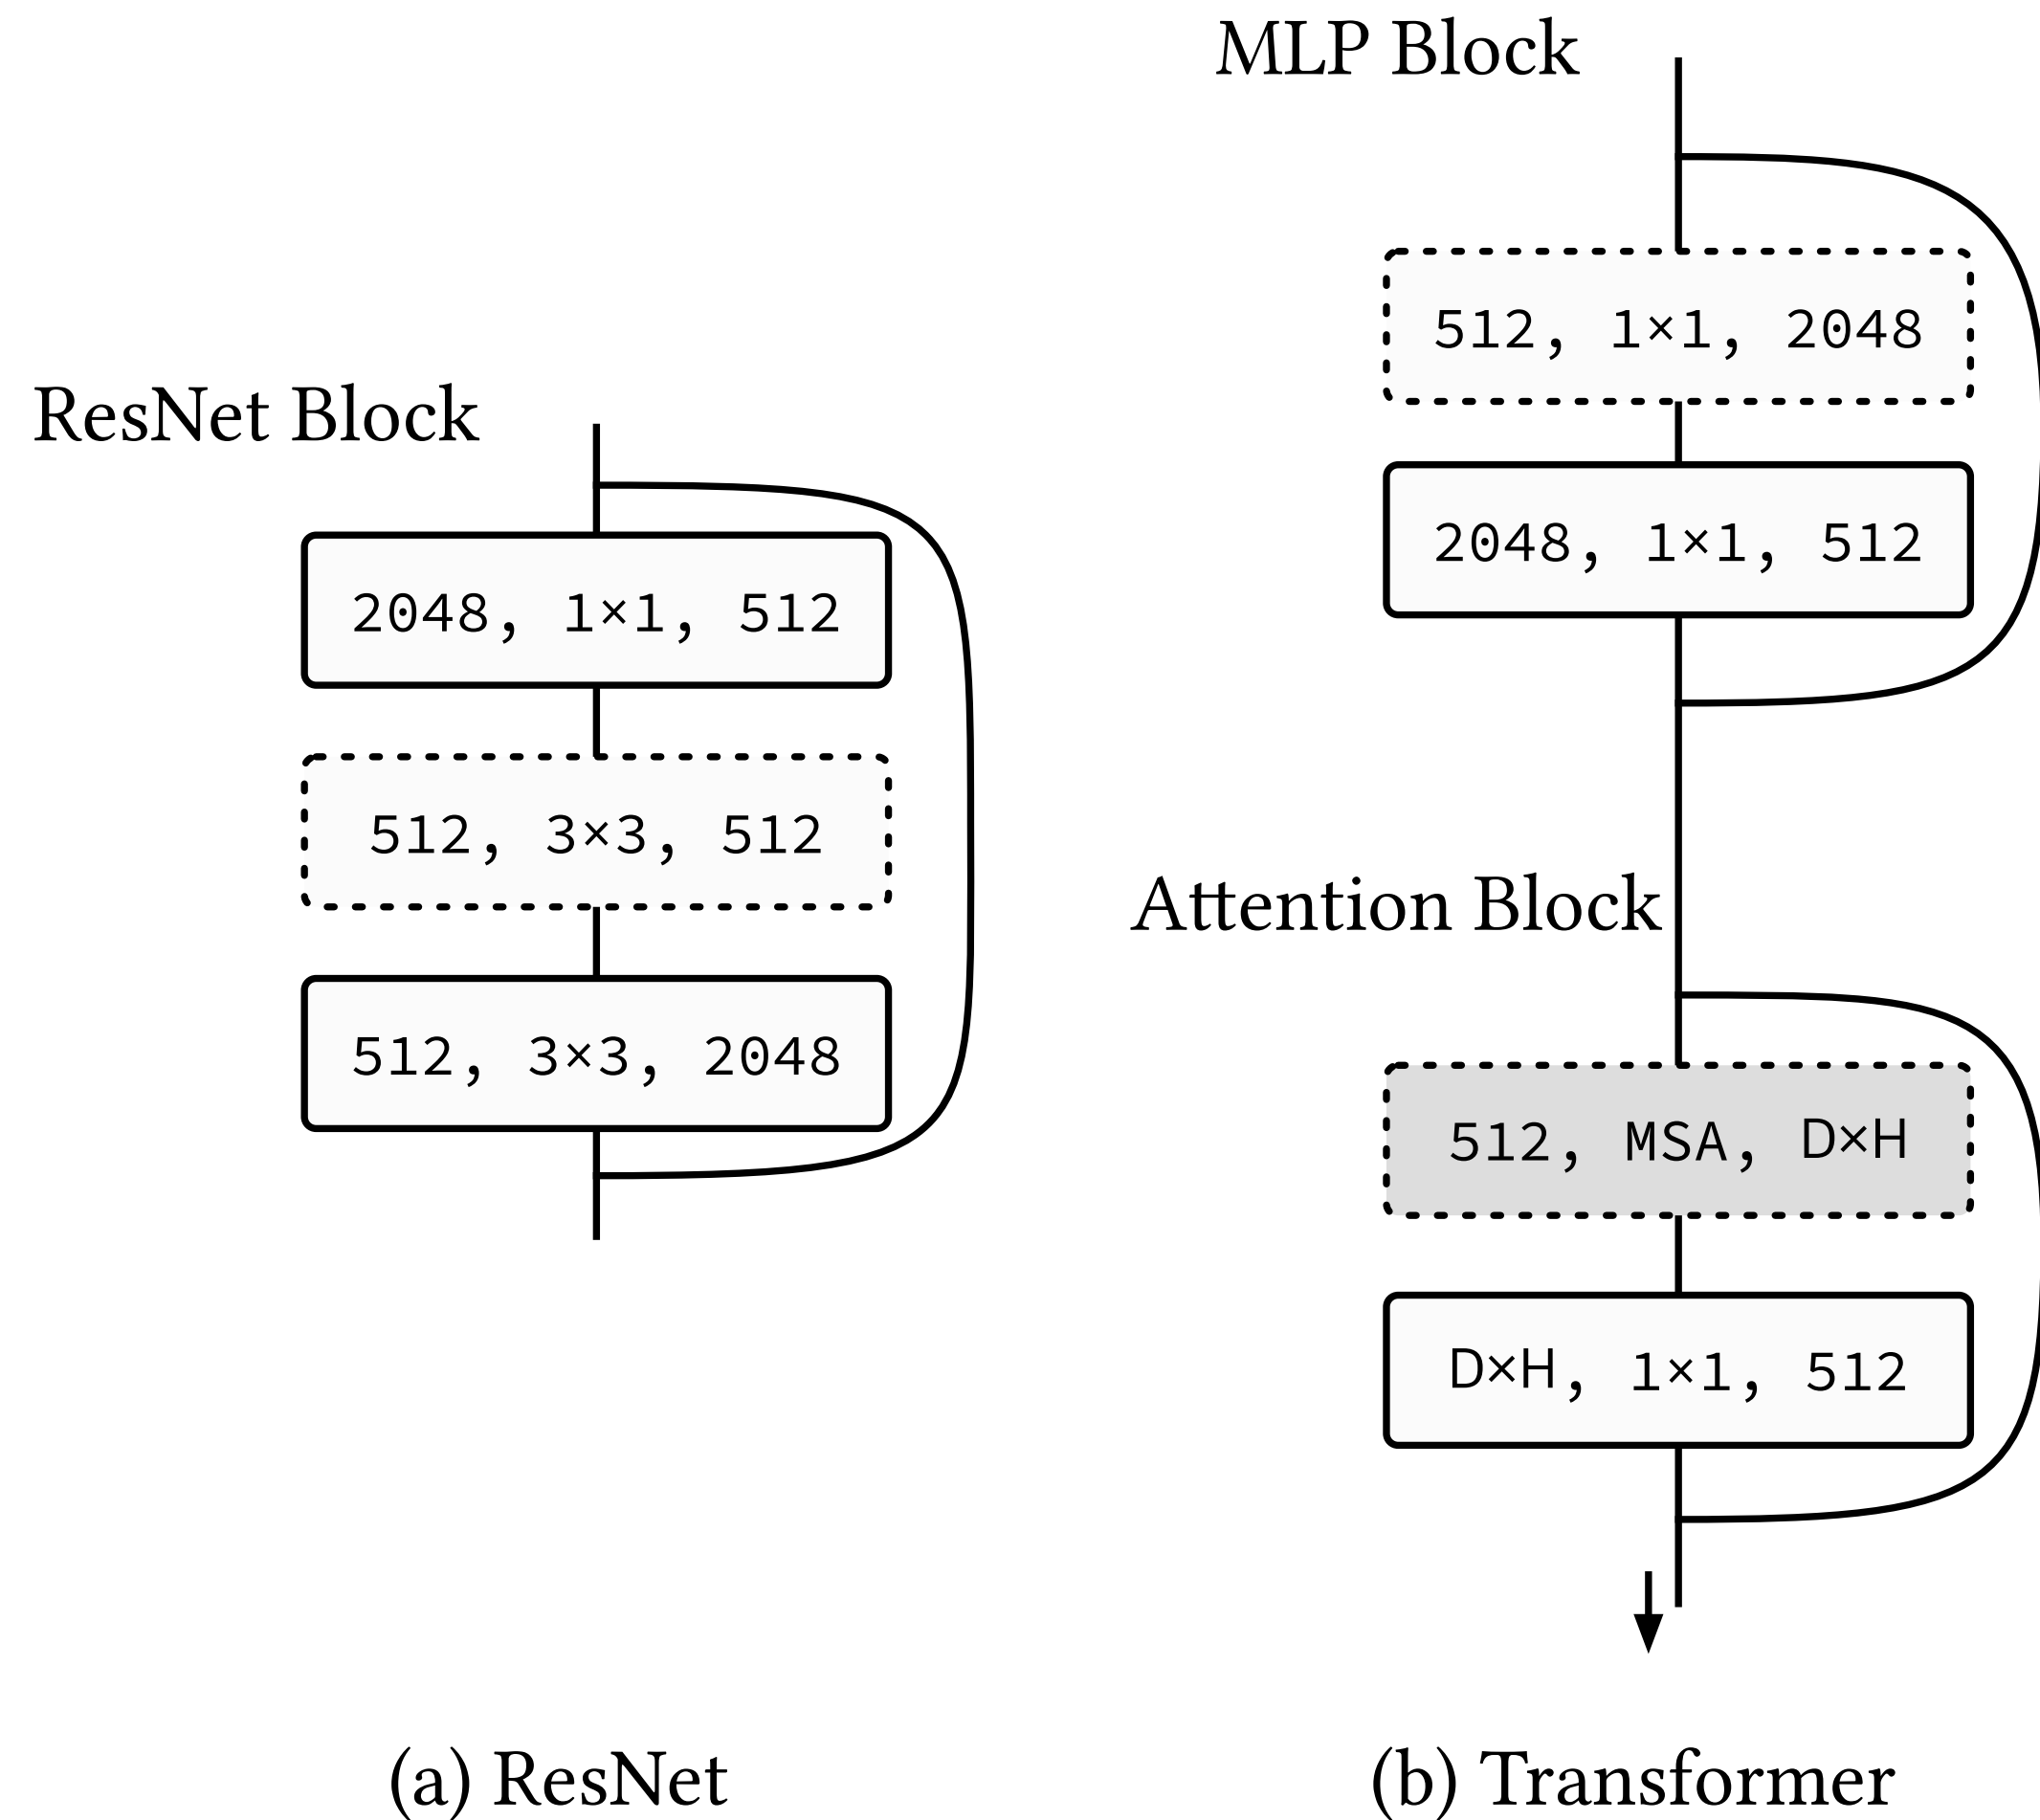 ResNet Block
2048, 1×1, 512
512, 3×3, 512
512, 3×3, 2048
(a) ResNet
MLP Block
512, 1×1, 2048
2048, 1×1, 512
Attention Block
512, MSA, D×H
D×H, 1×1, 512
(b) Transformer